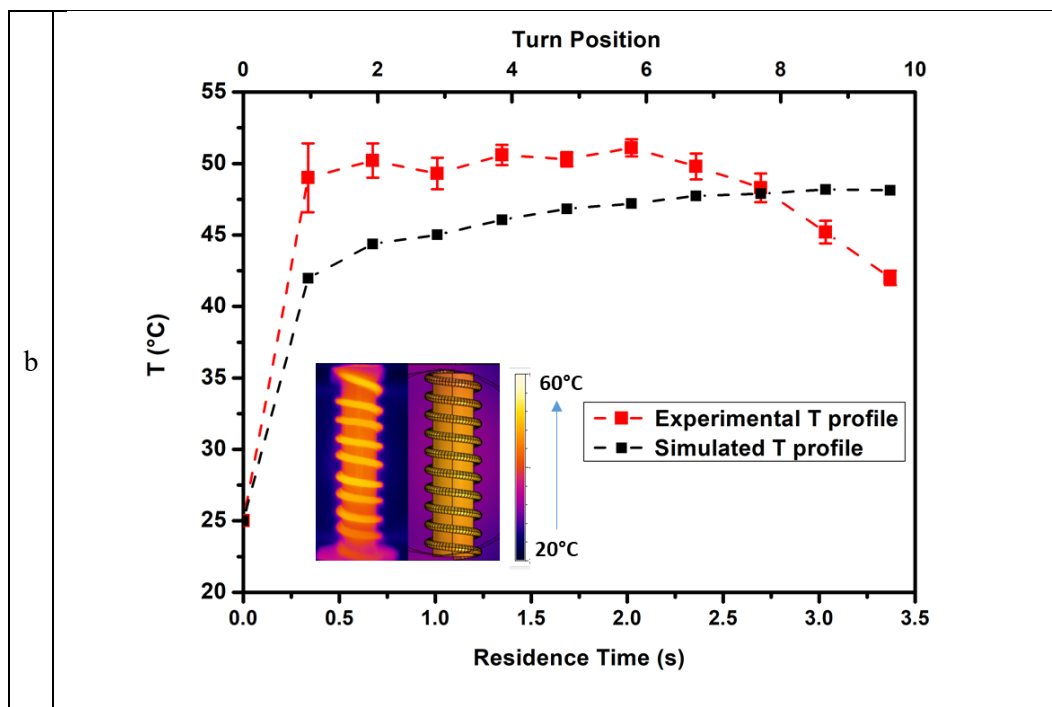 b
Turn Position
0 2 4 6 8 10
55
50
45
40
35
30
25
20
T (°C)
60°C
20°C
Experimental T profile
Simulated T profile
0.0 0.5 1.0 1.5 2.0 2.5 3.0 3.5
Residence Time (s)